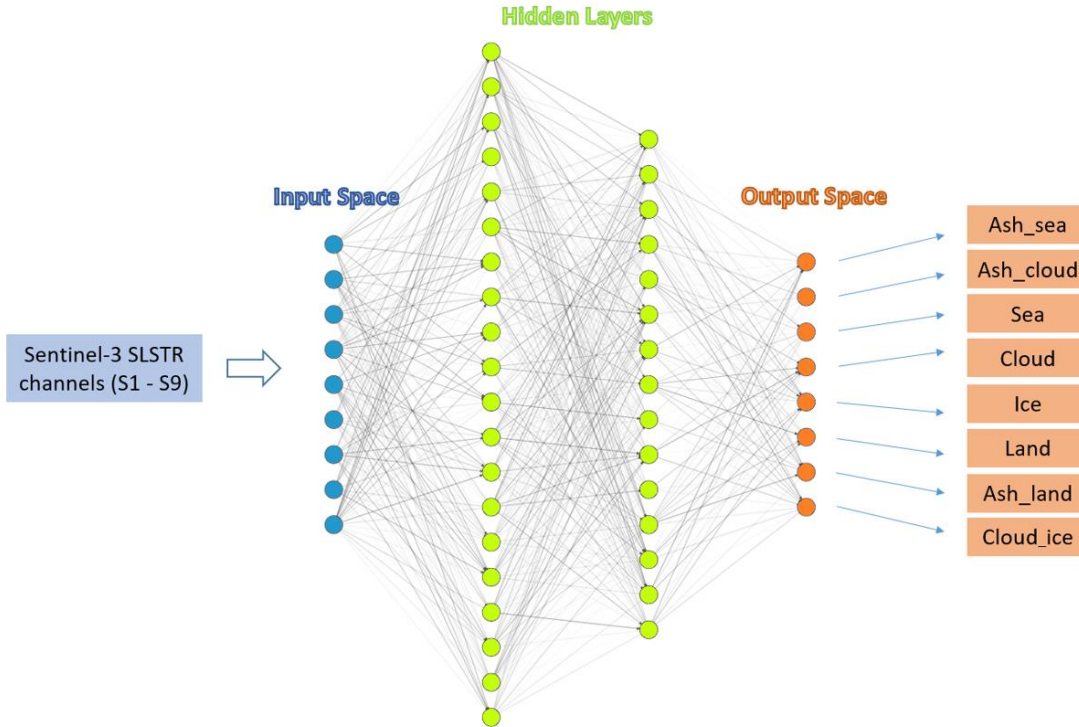 Hidden Layers
Input Space
Output Space
Sentinel-3 SLSTR
channels (S1 - S9)
Ash_sea
Ash_cloud
Sea
Cloud
Ice
Land
Ash_land
Cloud_ice